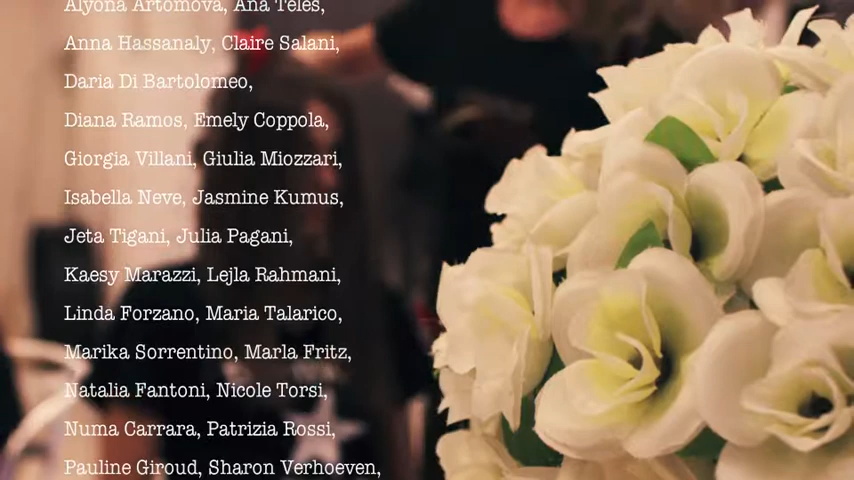 Alyona Artomova, Ana Teles,
Anna Hassanaly, Claire Salani,
Daria Di Bartolomeo,
Diana Ramos, Emely Coppola,
Giorgia Villani, Giulia Miozzari,
Isabella Neve, Jasmine Kumus,
Jeta Tigani, Julia Pagani,
Kaesy Marazzi, Lejla Rahmani,
Linda Forzano, Maria Talarico,
Marika Sorrentino, Marla Fritz,
Natalia Fantoni, Nicole Torsi,
Numa Carrara, Patrizia Rossi,
Pauline Giroud, Sharon Verhoeven,